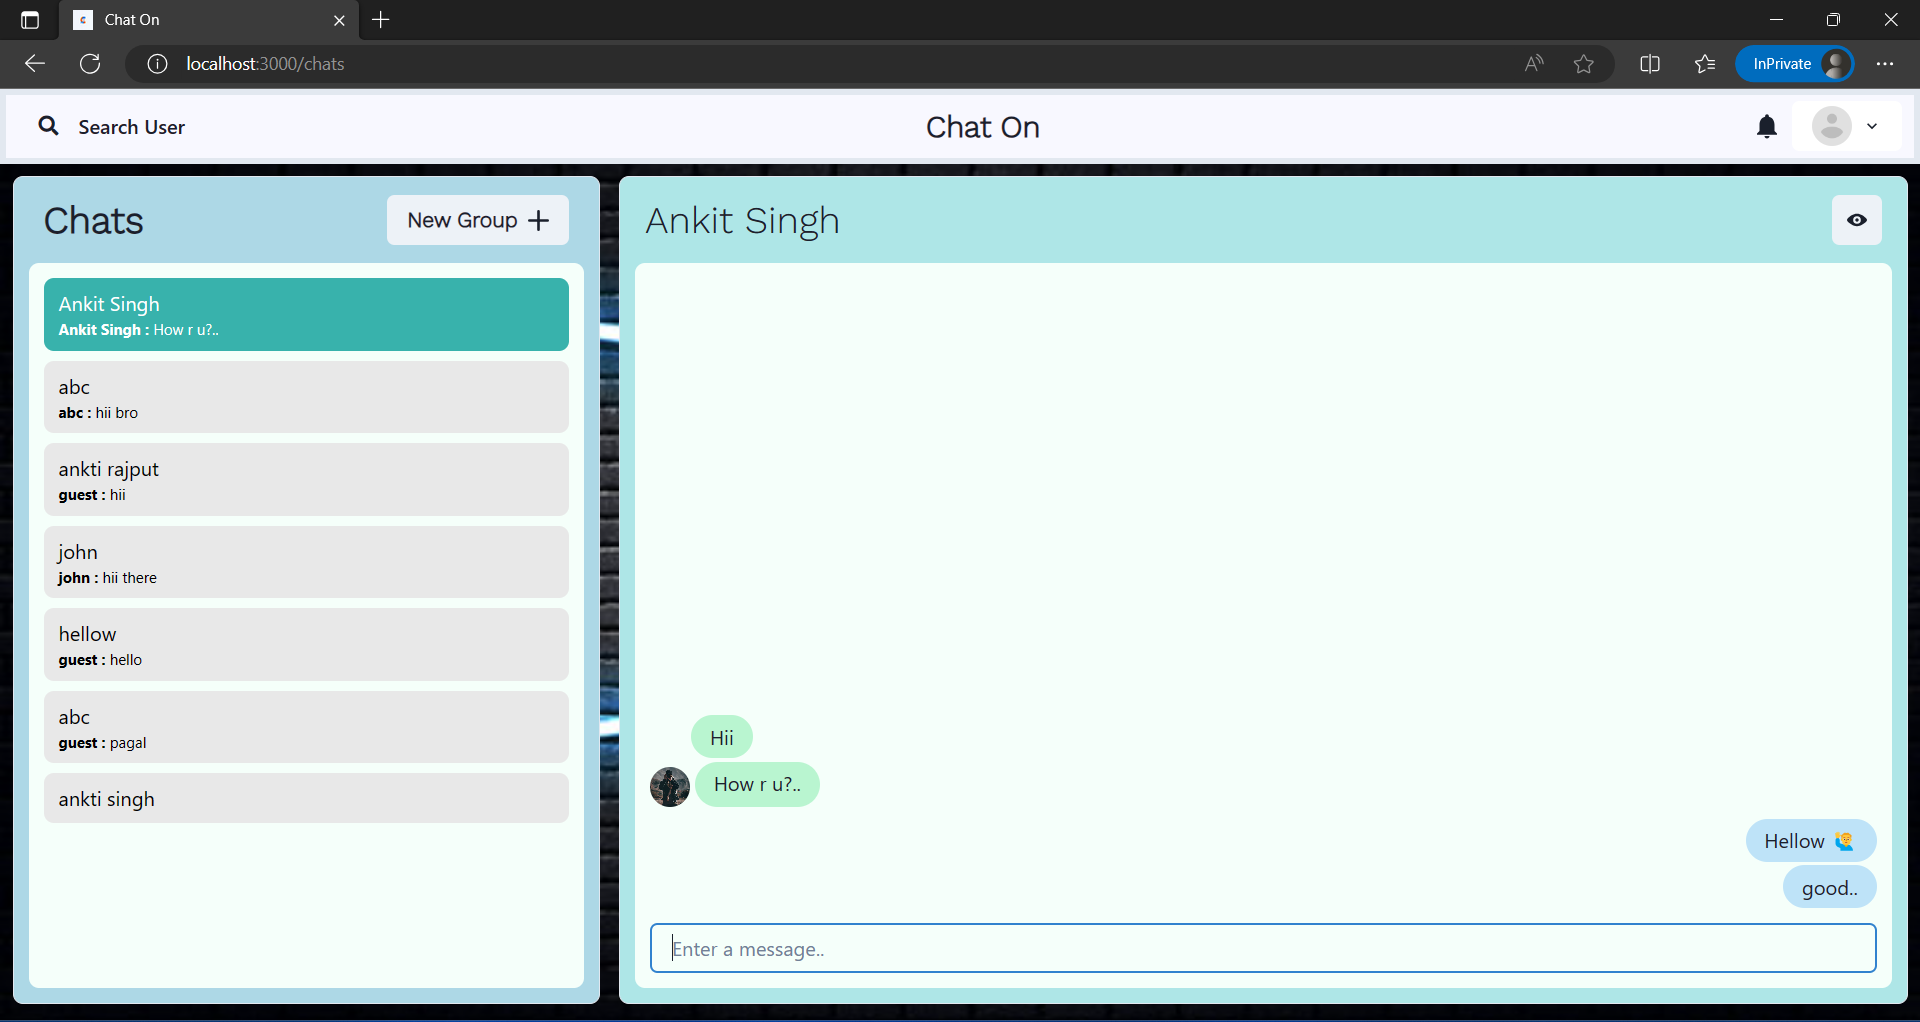 Chat On
localhost:3000/chats
InPrivate
Search User
Chat On
Chats
New Group
Ankit Singh
Ankit Singh : How r u?..
abc
abc : hii bro
ankti rajput
guest : hii
john
john : hii there
hellow
guest : hello
abc
guest : pagal
ankti singh
Ankit Singh
Hii
How r u?..
Hellow 🙋‍♂️
good..
Enter a message..